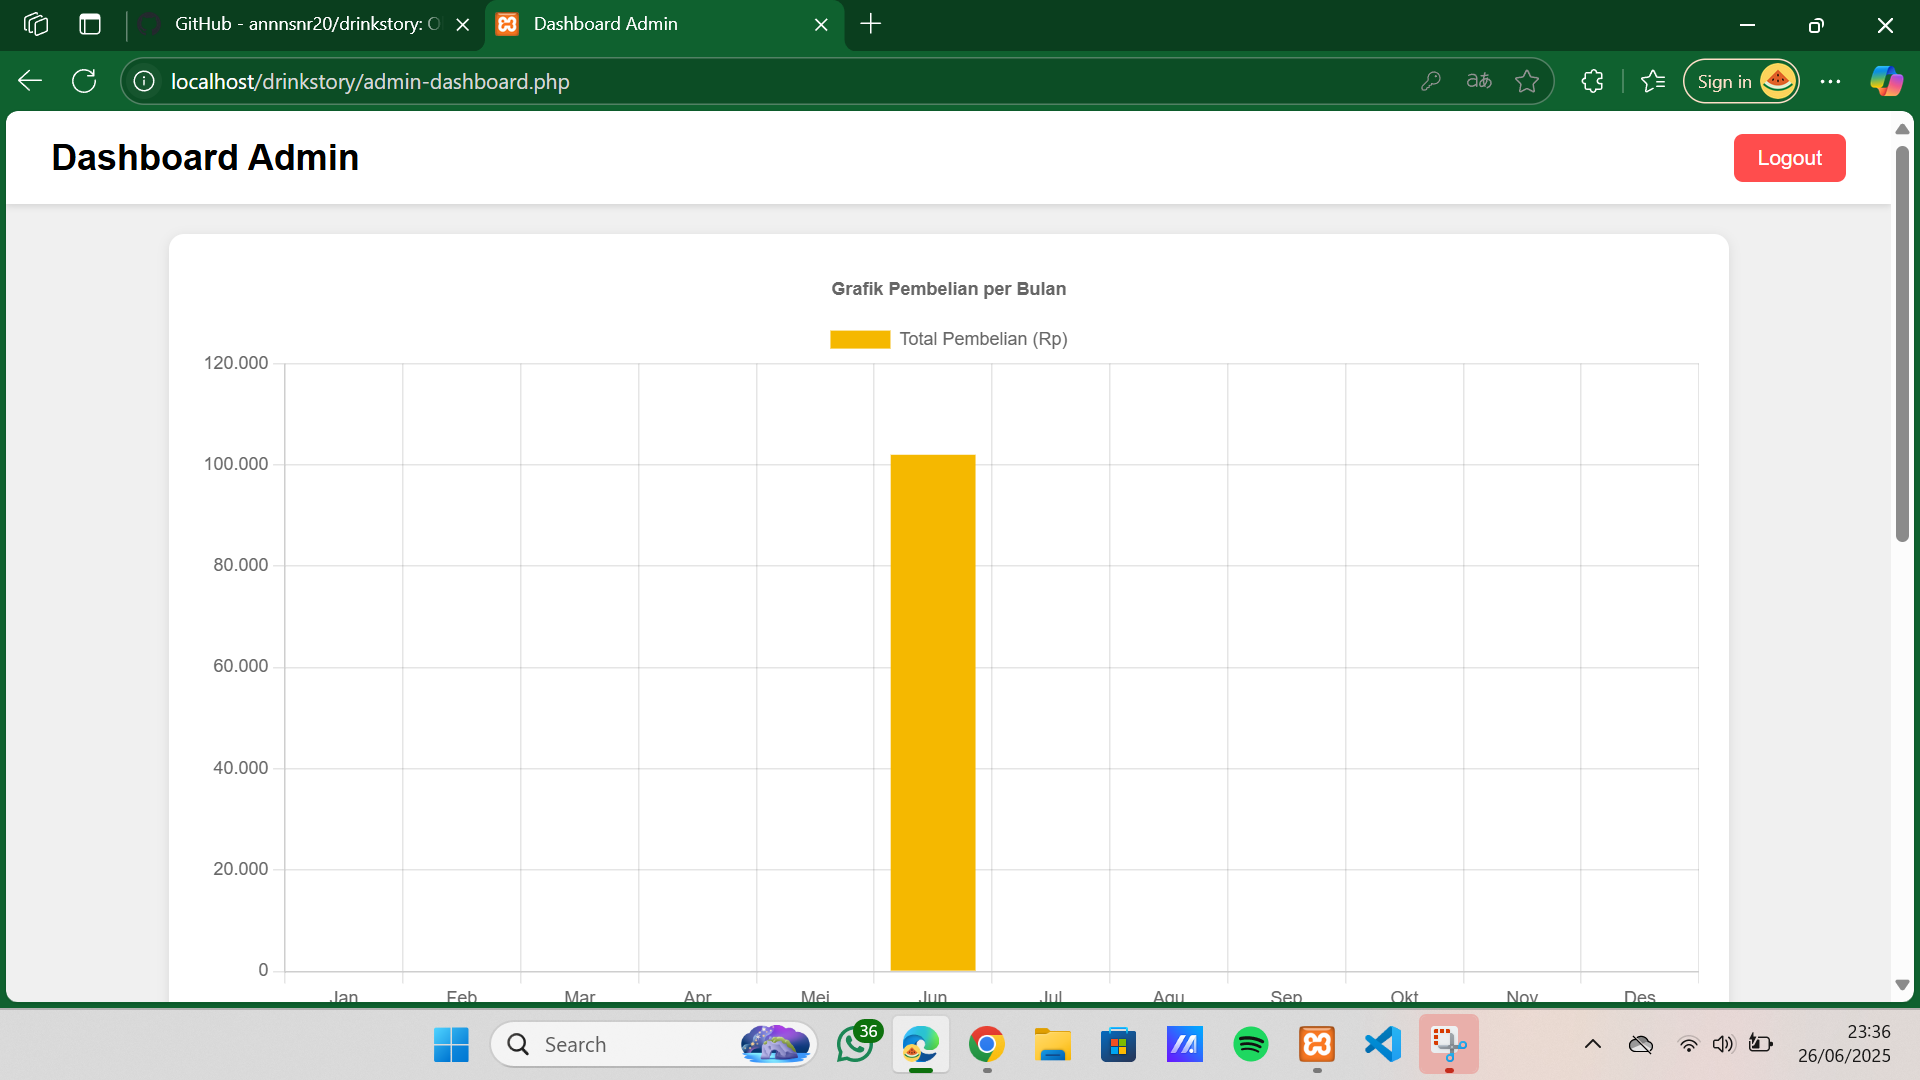 GitHub - annnsnr20/drinkstory: O
Dashboard Admin
localhost/drinkstory/admin-dashboard.php
aあ
Sign in
Dashboard Admin
Logout
Grafik Pembelian per Bulan
Total Pembelian (Rp)
120.000
100.000
80.000
60.000
40.000
20.000
0
Jan Feb Mar Apr Mei Jun Jul Agu Sep Okt Nov Des
Search
36
23:36
26/06/2025